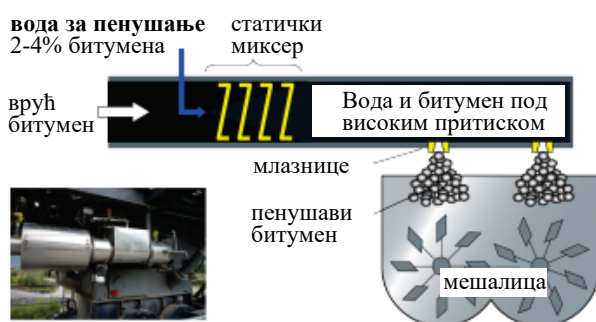 вода за пенушање
2-4% битумена
статички
миксер
врућ
битумен
Вода и битумен под
високим притиском
млазнице
пенушави
битумен
мешалица